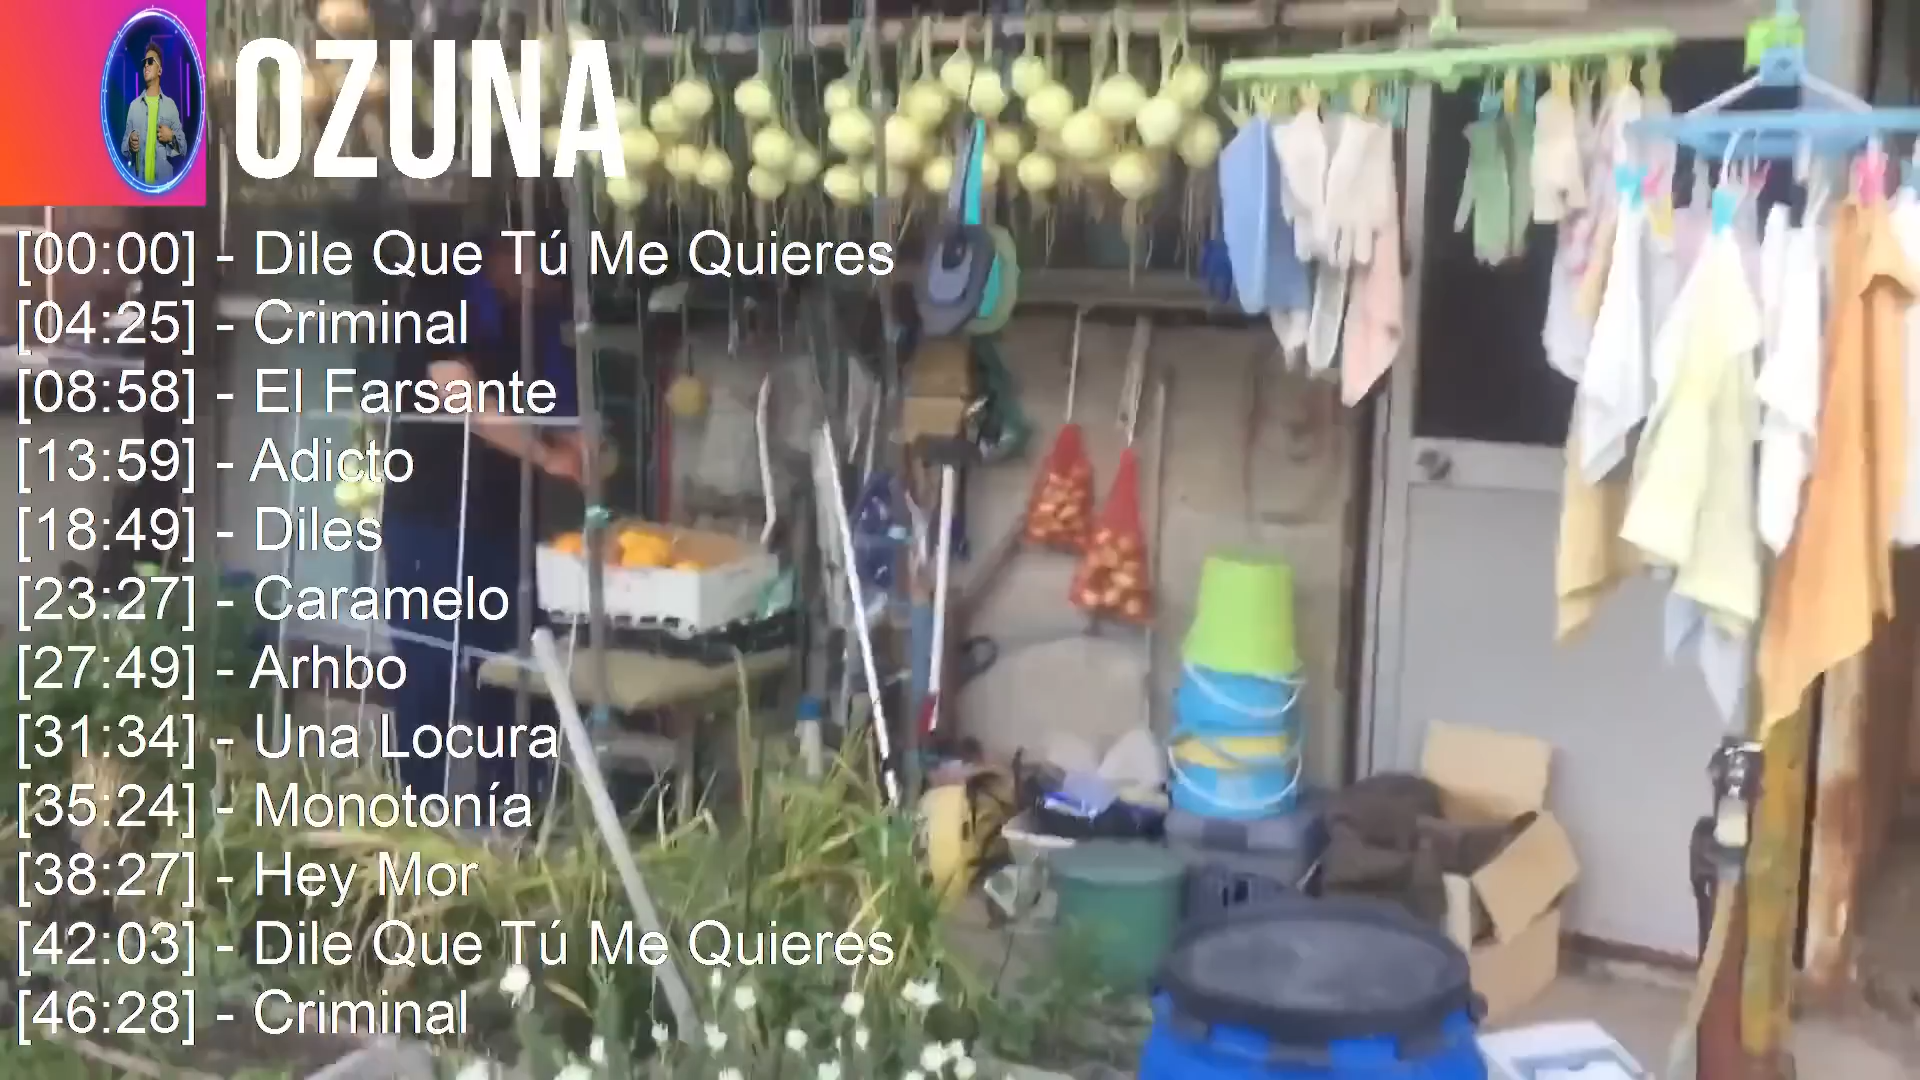 OZUNA
[00:00] - Dile Que Tú Me Quieres
[04:25] - Criminal
[08:58] - El Farsante
[13:59] - Adicto
[18:49] - Diles
[23:27] - Caramelo
[27:49] - Arhbo
[31:34] - Una Locura
[35:24] - Monotonía
[38:27] - Hey Mor
[42:03] - Dile Que Tú Me Quieres
[46:28] - Criminal